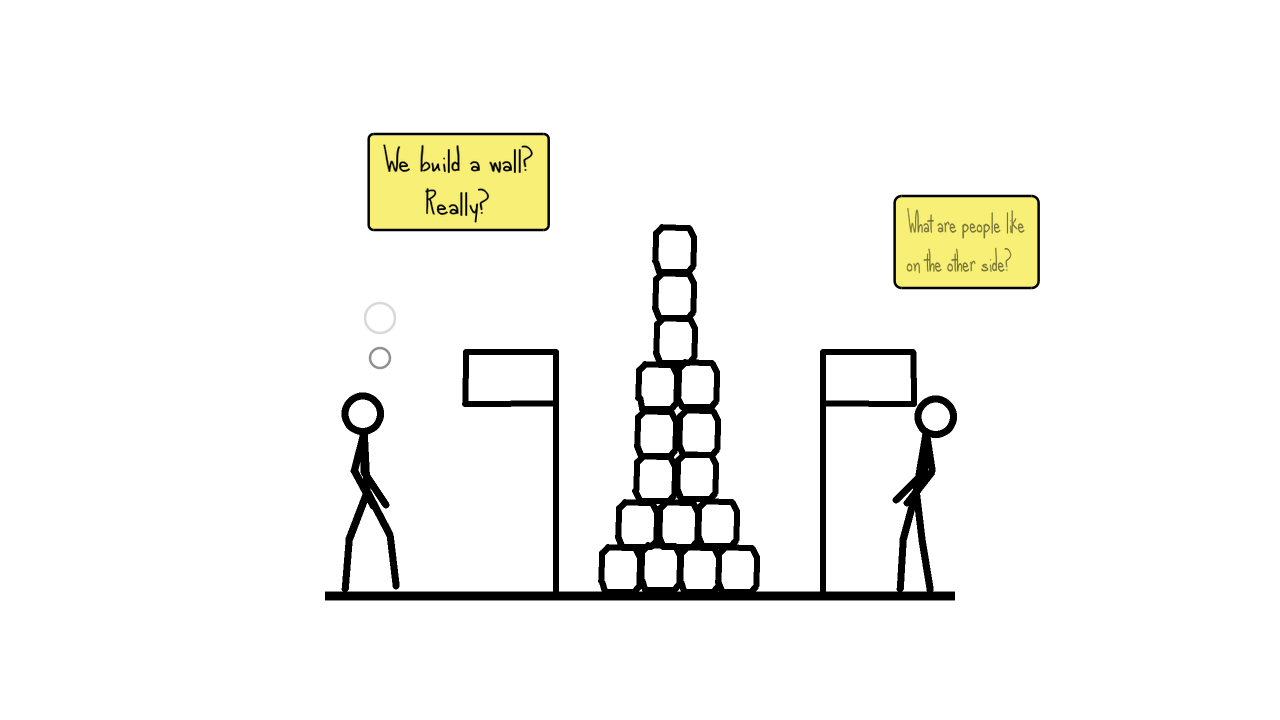 We build a wall?
Really?
What are people like
on the other side?